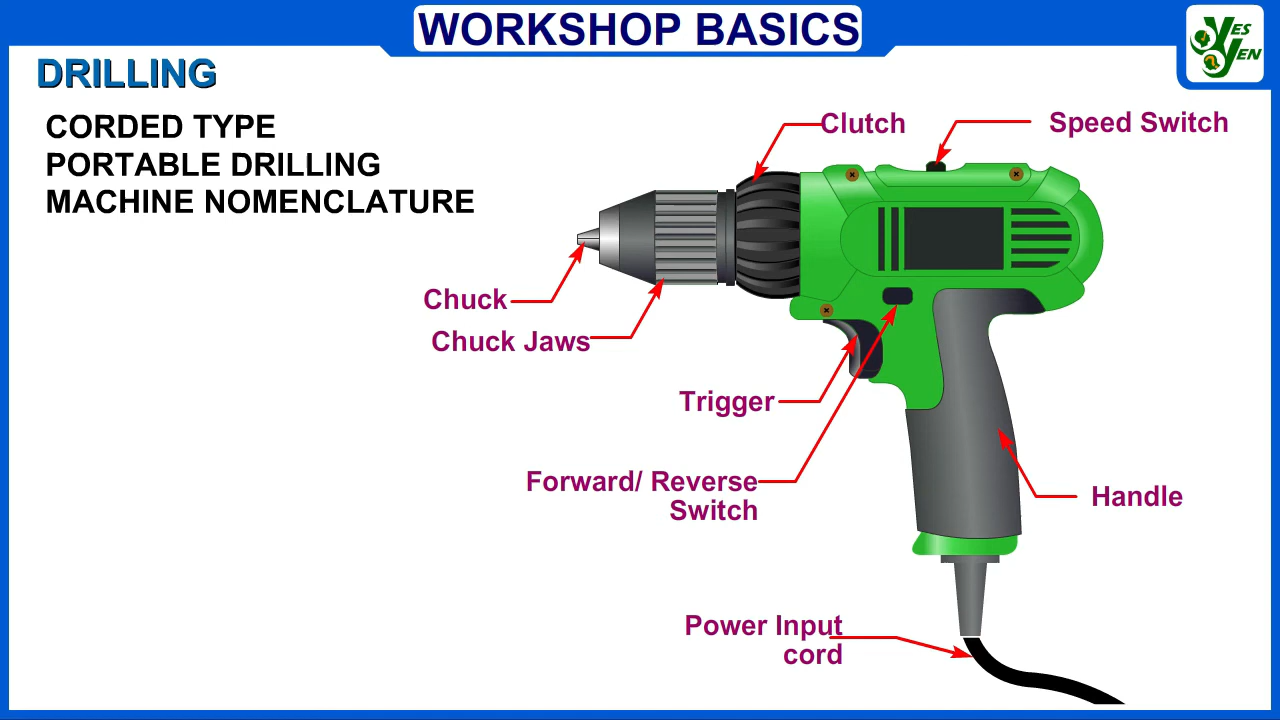 WORKSHOP BASICS
YES
YEN
DRILLING
CORDED TYPE
PORTABLE DRILLING
MACHINE NOMENCLATURE
Clutch
Speed Switch
Chuck
Chuck Jaws
Trigger
Forward/ Reverse
Switch
Handle
Power Input
cord